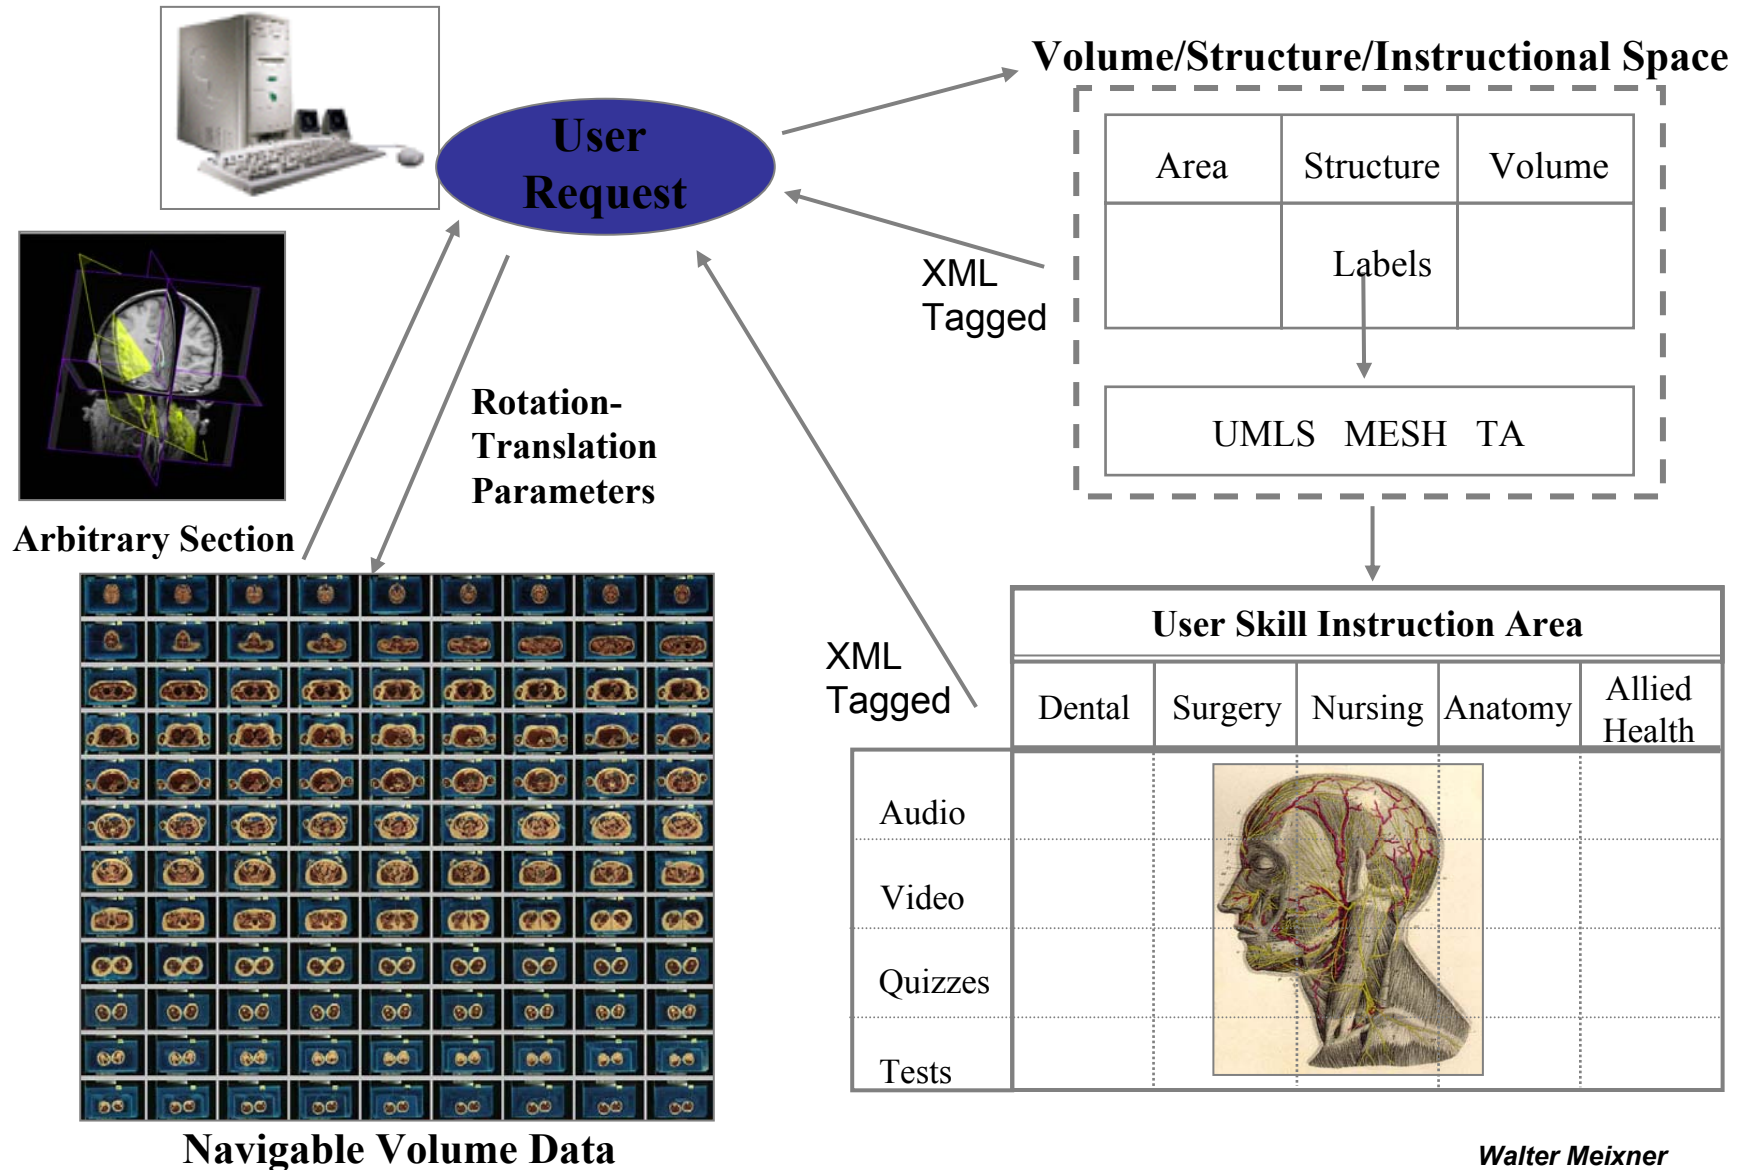 User
Request
Volume/Structure/Instructional Space
Area Structure Volume
Labels
UMLS MESH TA
XML
Tagged
Rotation-
Translation
Parameters
Arbitrary Section
Navigable Volume Data
XML
Tagged
User Skill Instruction Area
Dental Surgery Nursing Anatomy Allied
Health
Audio
Video
Quizzes
Tests
Walter Meixner